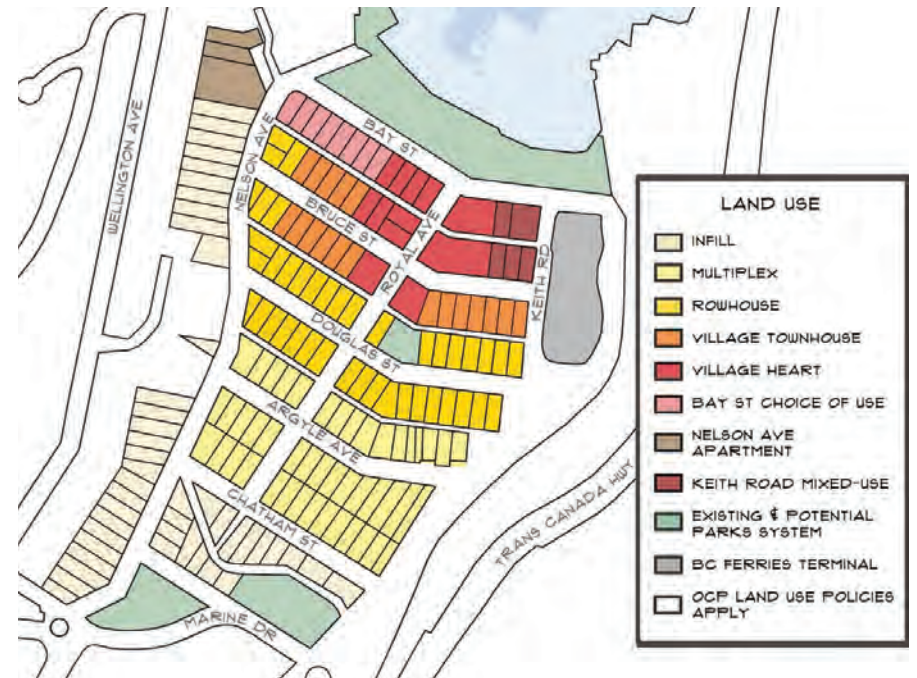 WELLINGTON AVE
NELSON AVE
BAY ST
BRUCE ST
ROYAL AVE
KEITH RD
DOUGLAS ST
ARGYLE AVE
CHATHAM ST
TRANS CANADA HWY
MARINE DR
LAND USE
INFILL
MULTIPLEX
ROWHOUSE
VILLAGE TOWNHOUSE
VILLAGE HEART
BAY ST CHOICE OF USE
NELSON AVE
APARTMENT
KEITH ROAD MIXED-USE
EXISTING & POTENTIAL
PARKS SYSTEM
BC FERRIES TERMINAL
OCP LAND USE POLICIES
APPLY